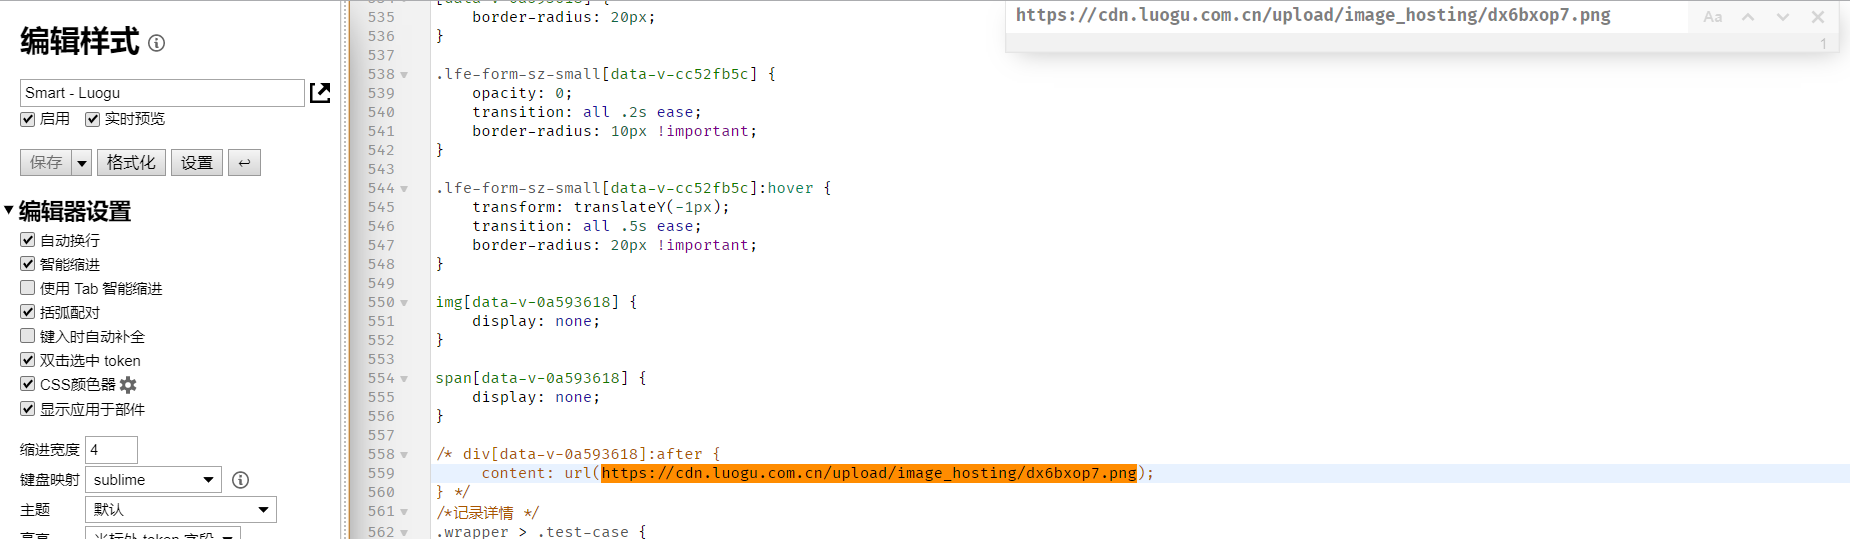 编辑样式
Smart - Luogu
启用 实时预览
保存 格式化 设置 ↩
编辑器设置
自动换行
智能缩进
使用 Tab 智能缩进
括弧配对
键入时自动补全
双击选中 token
CSS颜色器
显示应用于部件
缩进宽度 4
键盘映射 sublime
主题 默认
高亮 光标处 token 字段
https://cdn.luogu.com.cn/upload/image_hosting/dx6bxop7.png Aa
1
535 border-radius: 20px;
536 }
537
538 .lfe-form-sz-small[data-v-cc52fb5c] {
539 opacity: 0;
540 transition: all .2s ease;
541 border-radius: 10px !important;
542 }
543
544 .lfe-form-sz-small[data-v-cc52fb5c]:hover {
545 transform: translateY(-1px);
546 transition: all .5s ease;
547 border-radius: 20px !important;
548 }
549
550 img[data-v-0a593618] {
551 display: none;
552 }
553
554 span[data-v-0a593618] {
555 display: none;
556 }
557
558 /* div[data-v-0a593618]:after {
559 content: url(https://cdn.luogu.com.cn/upload/image_hosting/dx6bxop7.png);
560 } */
561 /*记录详情 */
562 .wrapper > .test-case {